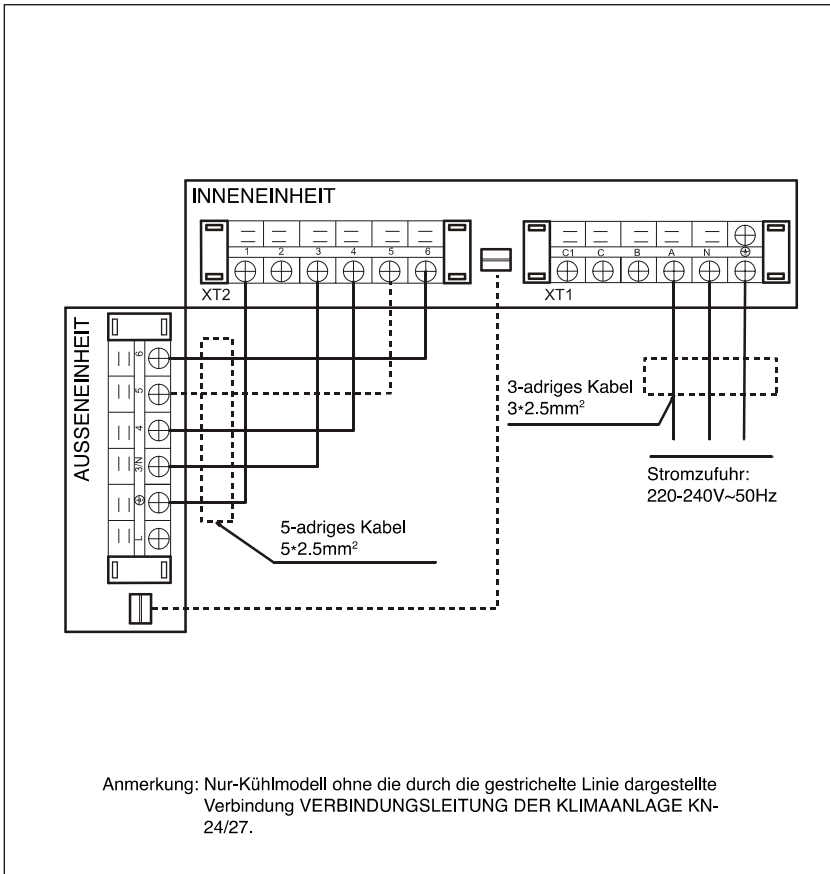 INNENEINHEIT
1 2 3 4 5 6
XT2
C1 C B A N
XT1
AUSSENEINHEIT
6
5
4
3/N
L
3-adriges Kabel
3*2.5mm²
Stromzufuhr:
220-240V~50Hz
5-adriges Kabel
5*2.5mm²
Anmerkung: Nur-Kühlmodell ohne die durch die gestrichelte Linie dargestellte
Verbindung VERBINDUNGSLEITUNG DER KLIMAANLAGE KN-
24/27.